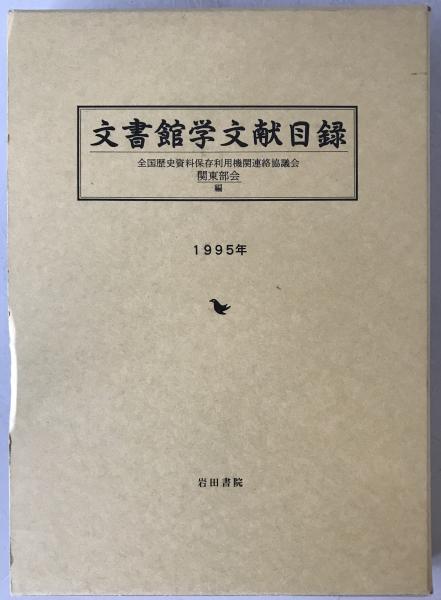 文書館学文献目録
全国歴史資料保存利用機関連絡協議会
関東部会
編
1995年
岩田書院